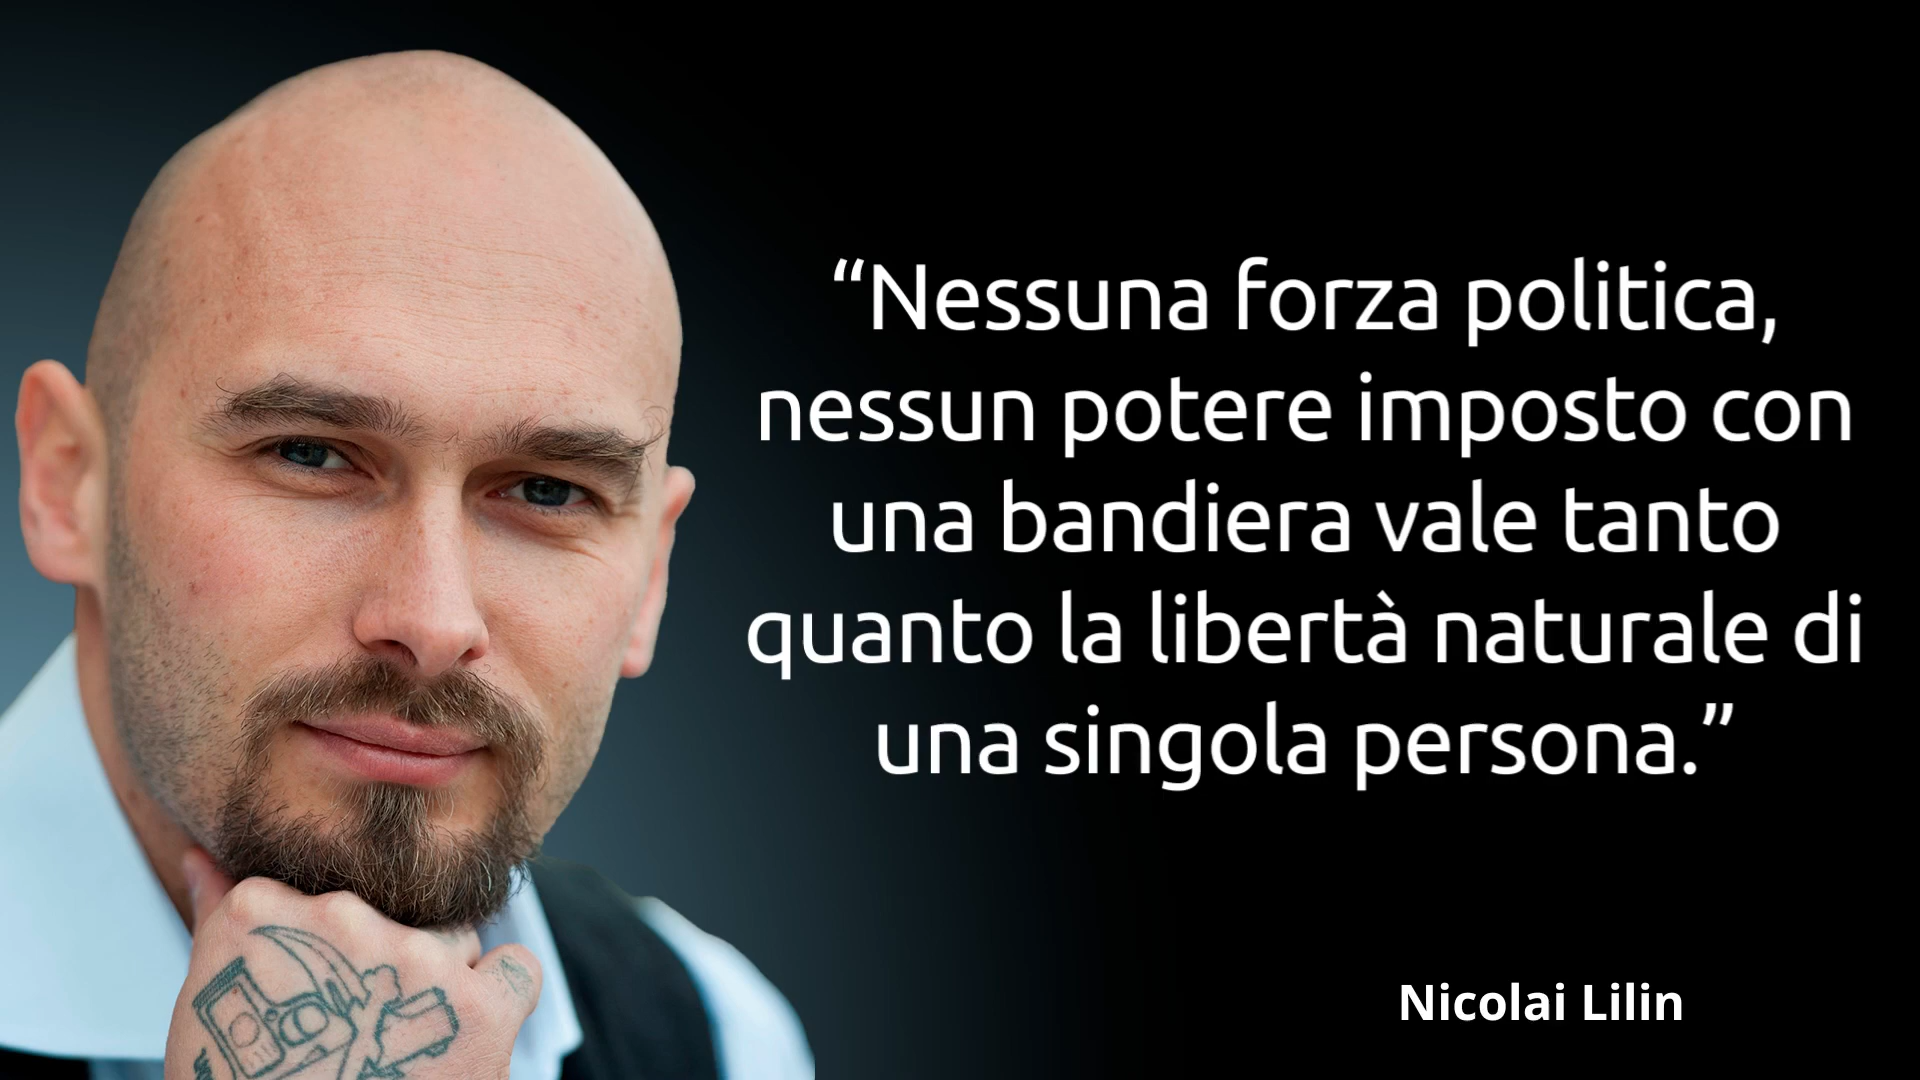 “Nessuna forza politica,
nessun potere imposto con
una bandiera vale tanto
quanto la libertà naturale di
una singola persona.”
Nicolai Lilin